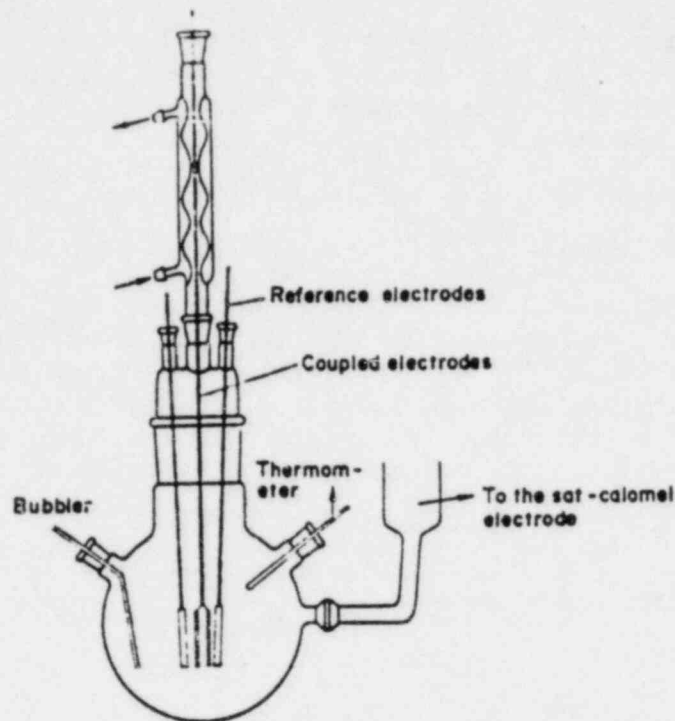 Reference electrodes
Coupled electrodes
Thermom-
eter
Bubbler
To the sat-calomel
electrode